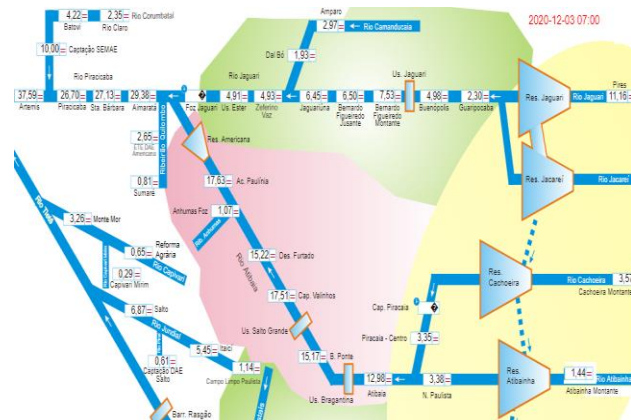 2020-12-03 07:00
Amparo
2,97
Rio Camanducaia
4,22
Batovi
2,35
Rio Claro
Rio Corumbataí
10,00
Captação SEMAE
Dal Bó
1,93
Rio Piracicaba
Rio Jaguari
Us. Jaguari
Res. Jaguari
Rio Jaguari
Pires
11,16
37,59
Artemis
26,70
Piracicaba
27,13
Sta. Bárbara
29,38
Foz Jaguari
4,91
Us. Ester
4,93
Zeferino
Vaz
6,45
Jaguariúna
6,50
Bernardo
Figueiredo
Jusante
7,53
Bernardo
Figueiredo
Montante
4,98
Buenópolis
2,30
Guaripocaba
Ribeirão Quilombo
2,65
ETE DAE
Americana
0,81
Sumaré
Res. Americana
Res. Jacareí
Rio Jacareí
17,63
Ac. Paulínia
Anhumas Foz
1,07
Rib. Anhumas
Rio Tietê
3,26
Monte Mor
0,65
Reforma
Agrária
Rio Capivari
0,29
Capivari Mirim
Rio Atibaia
15,22
Des. Furtado
17,51
Cap. Valinhos
Us. Salto Grande
Cap. Piracaia
Res.
Cachoeira
Rio Cachoeira
3,5
Cachoeira Montante
6,87
Salto
Rio Jundiaí
5,45
Itaici
0,61
Captação DAE
Salto
1,14
Campo Limpo Paulista
Piracaia - Centro
3,35
15,17
B. Ponte
Us. Bragantina
12,98
Atibaia
3,38
N. Paulista
Res.
Atibainha
1,44
Rio Atibainha
Atibainha Montante
Barr. Rasgão